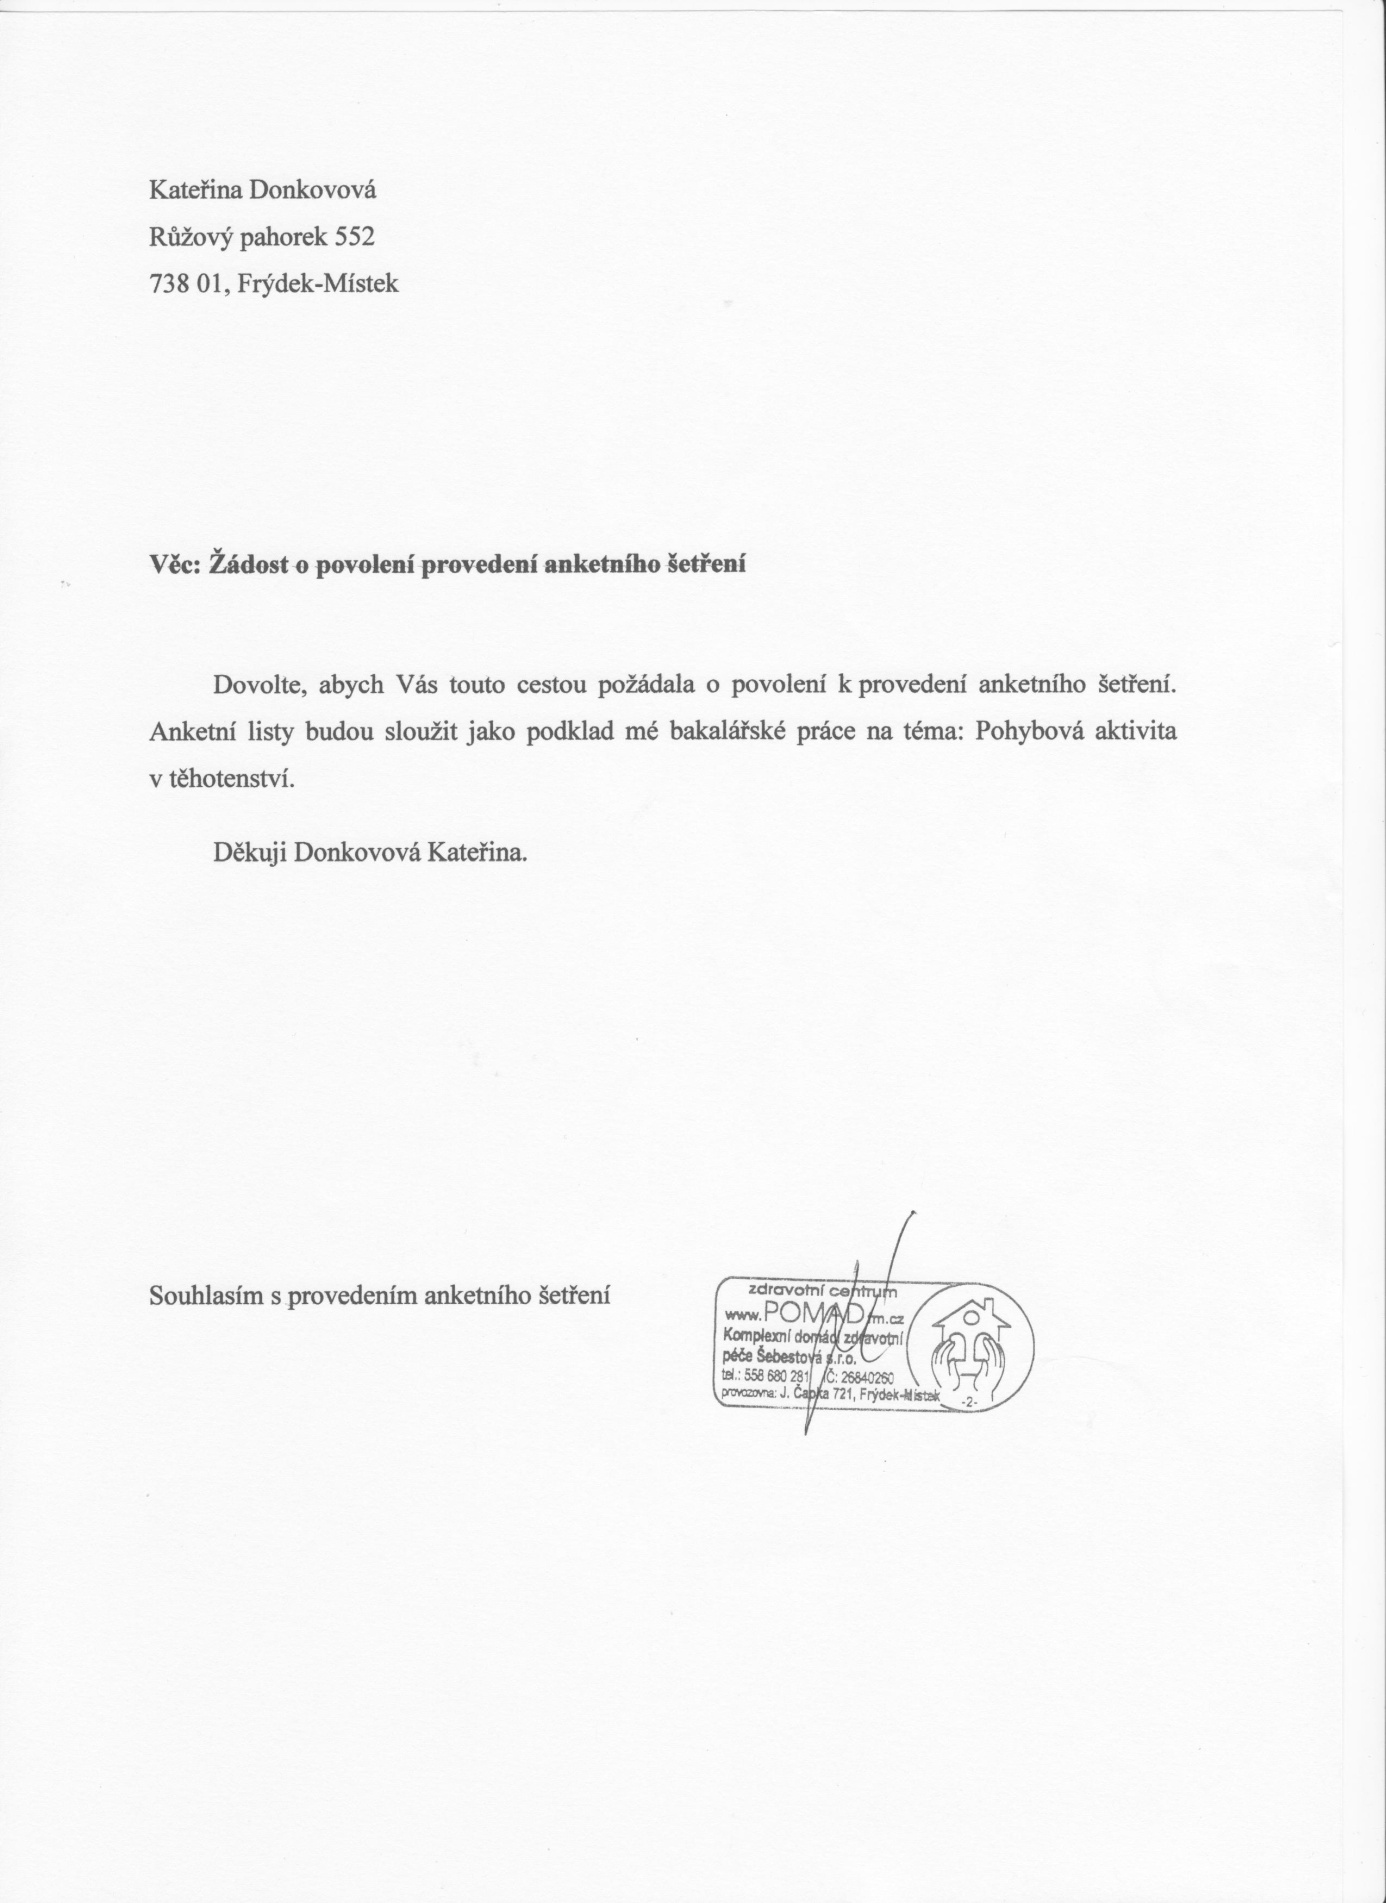 Kateřina Donkovová
Růžový pahorek 552
738 01, Frýdek-Místek
Věc: Žádost o povolení provedení anketního šetření
Dovolte, abych Vás touto cestou požádala o povolení k provedení anketního šetření.
Anketní listy budou sloužit jako podklad mé bakalářské práce na téma: Pohybová aktivita
v těhotenství.
Děkuji Donkovová Kateřina.
Souhlasím s provedením anketního šetření
zdravotní centrum
www.POMADfm.cz
Komplexní domácí zdravotní
péče Šebestová s.r.o.
tel.: 558 680 281 IČ: 26840260
provozovna: J. Čapka 721, Frýdek-Místek
-2-